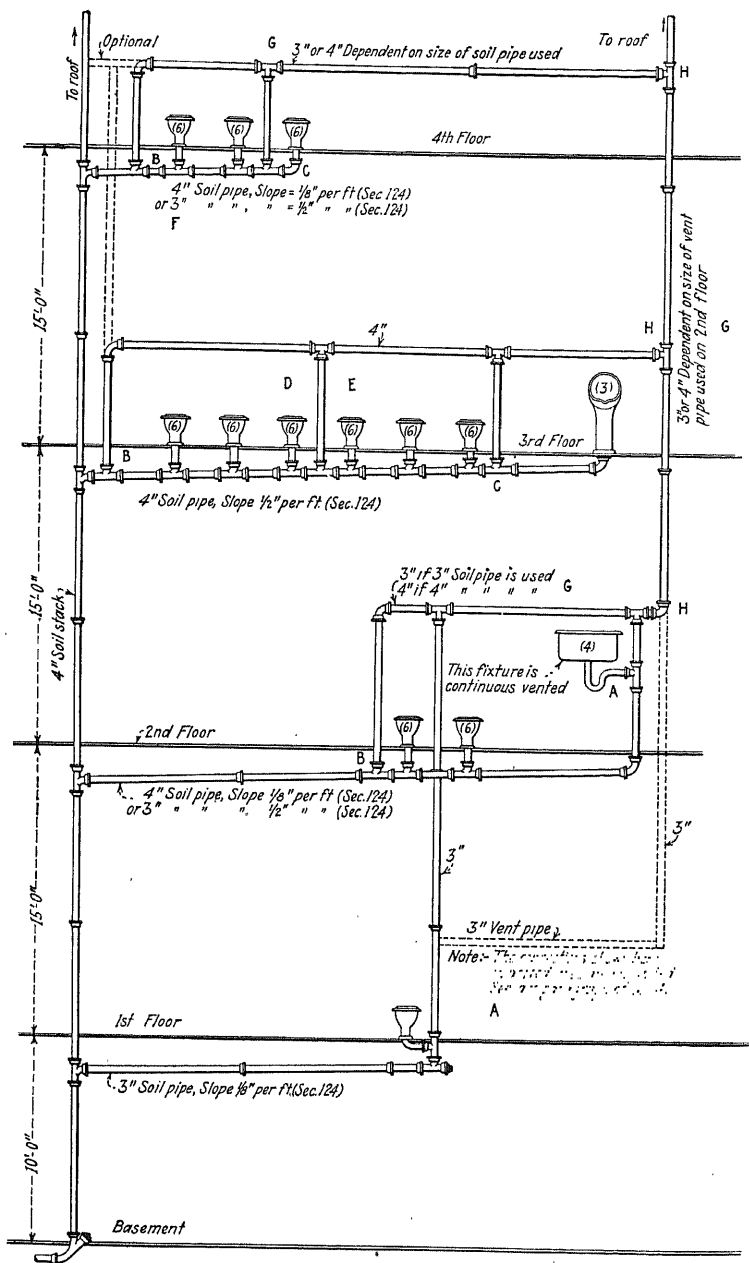 To roof
Optional
G
3" or 4" Dependent on size of soil pipe used
To roof
H
(6)
(6)
(6)
4th Floor
B
C
4" Soil pipe, Slope = 1/8" per ft (Sec. 124)
or 3" " " , " = 1/2" " " (Sec. 124)
F
15'-0"
3" or 4" Dependent on size of vent
pipe used on 2nd floor
G
H
4"
D
E
(3)
(6)
(6)
(6)
(6)
(6)
(6)
3rd Floor
B
C
4" Soil pipe, Slope 1/2" per ft. (Sec. 124)
15'-0"
4" Soil stack
3" if 3" Soil pipe is used
4" if 4" " " " "
G
H
(4)
This fixture is
continuous vented
A
(6)
(6)
2nd Floor
B
4" Soil pipe, Slope 1/8" per ft (Sec. 124)
or 3" " " " , 1/2" " " (Sec. 124)
15'-0"
3"
3"
3" Vent pipe
Note:- The
A
1st Floor
3" Soil pipe, Slope 1/8" per ft. (Sec. 124)
10'-0"
Basement